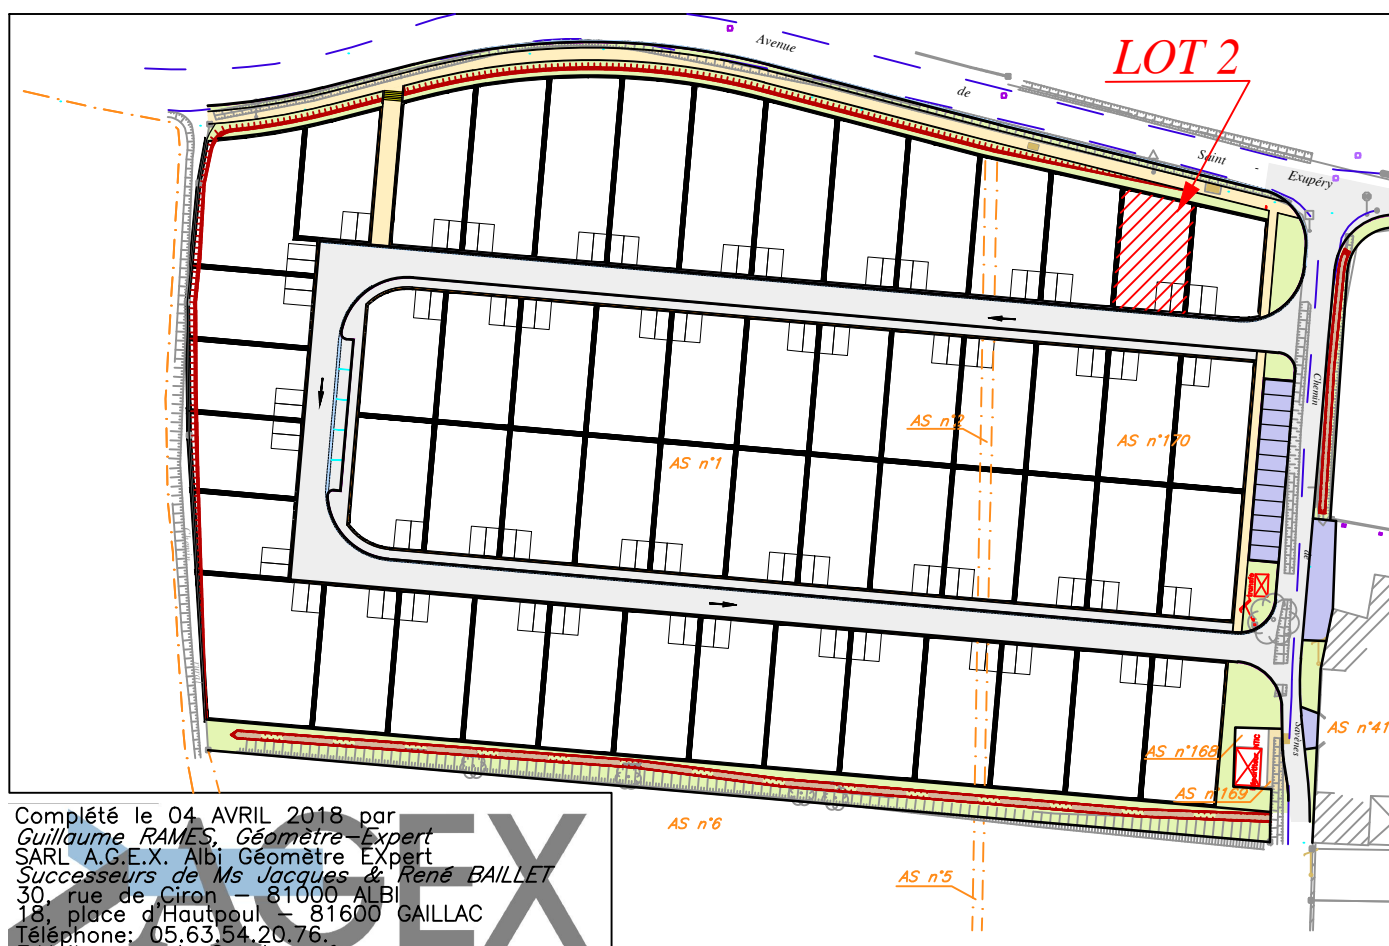 Avenue
de
Saint
-
Exupéry
LOT 2
Chemin
de
Savènes
AS n°2
AS n°170
AS n°1
AS n°168
AS n°169
AS n°41
AS n°6
AS n°5
Complété le 04 AVRIL 2018 par
Guillaume RAMES, Géomètre-Expert
SARL A.G.E.X. Albi Géomètre EXpert
Successeurs de Ms Jacques & René BAILLET
30, rue de Ciron - 81000 ALBI
18, place d'Hautpoul - 81600 GAILLAC
Téléphone: 05.63.54.20.76.
AGEX